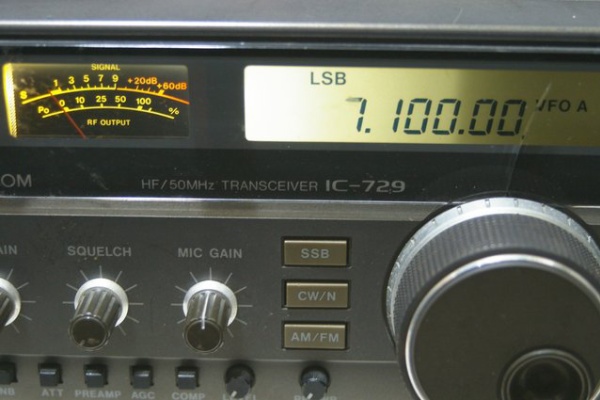 SIGNAL
S 1 3 5 7 9 +20dB +60dB
Po 0 10 25 50 100 %
RF OUTPUT
LSB
7.100.00 VFO A
HF/50MHz TRANSCEIVER IC-729
SQUELCH
MIC GAIN
SSB
CW/N
AM/FM
NB ATT PREAMP AGC COMP